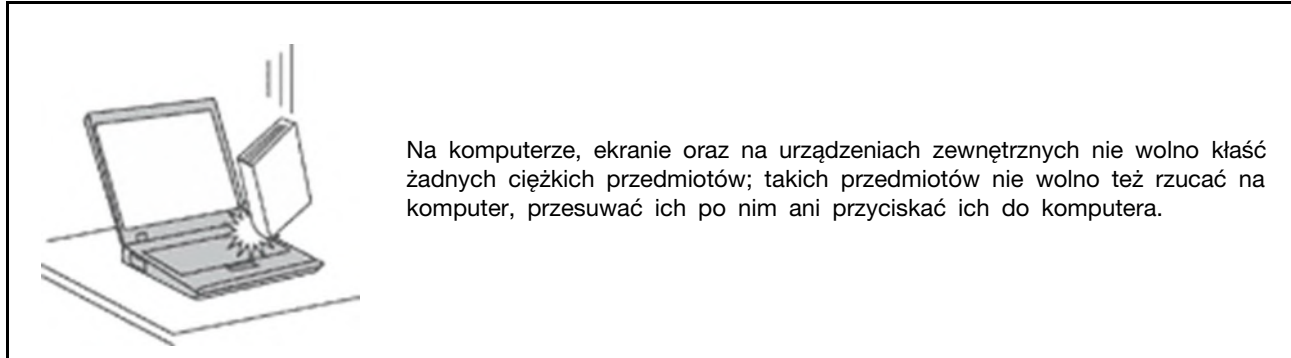 Na komputerze, ekranie oraz na urządzeniach zewnętrznych nie wolno kłaść
żadnych ciężkich przedmiotów; takich przedmiotów nie wolno też rzucać na
komputer, przesuwać ich po nim ani przyciskać ich do komputera.